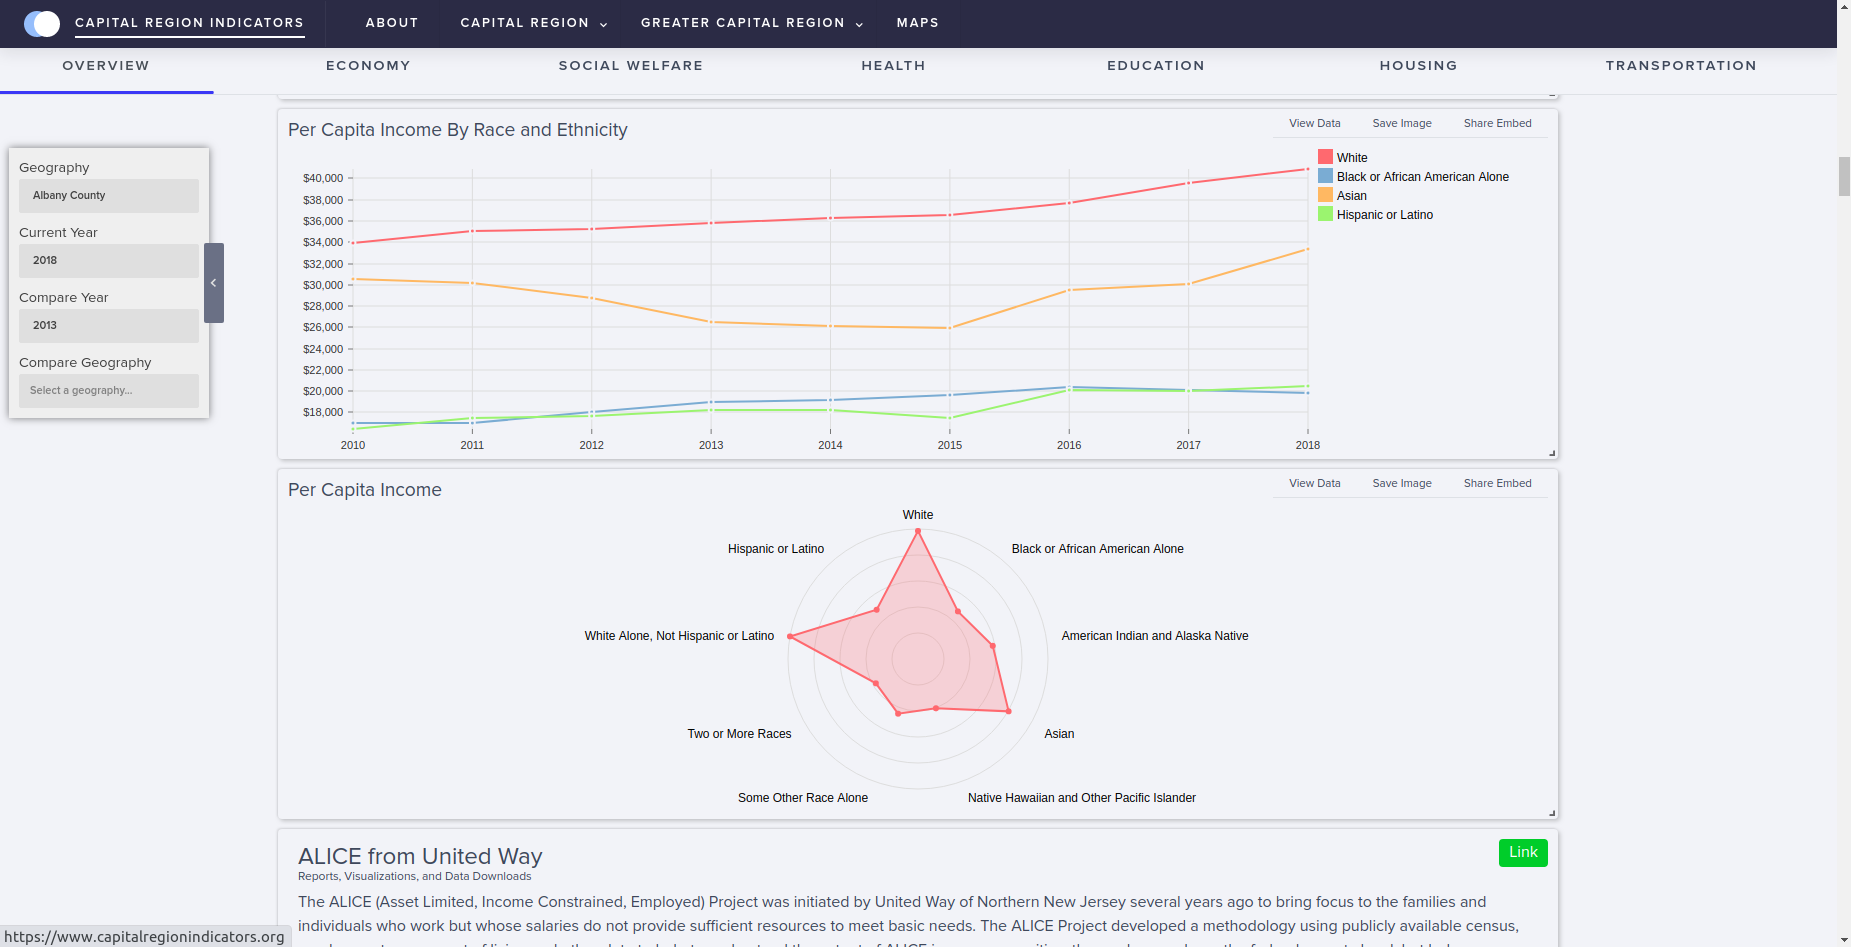 CAPITAL REGION INDICATORS ABOUT CAPITAL REGION GREATER CAPITAL REGION MAPS
OVERVIEW ECONOMY SOCIAL WELFARE HEALTH EDUCATION HOUSING TRANSPORTATION
Geography
Albany County
Current Year
2018
Compare Year
2013
Compare Geography
Select a geography...
Per Capita Income By Race and Ethnicity
View Data Save Image Share Embed
White
Black or African American Alone
Asian
Hispanic or Latino
$40,000
$38,000
$36,000
$34,000
$32,000
$30,000
$28,000
$26,000
$24,000
$22,000
$20,000
$18,000
2010 2011 2012 2013 2014 2015 2016 2017 2018
Per Capita Income
View Data Save Image Share Embed
White
Hispanic or Latino Black or African American Alone
White Alone, Not Hispanic or Latino American Indian and Alaska Native
Two or More Races Asian
Some Other Race Alone Native Hawaiian and Other Pacific Islander
ALICE from United Way
Link
Reports, Visualizations, and Data Downloads
The ALICE (Asset Limited, Income Constrained, Employed) Project was initiated by United Way of Northern New Jersey several years ago to bring focus to the families and
individuals who work but whose salaries do not provide sufficient resources to meet basic needs. The ALICE Project developed a methodology using publicly available census,
https://www.capitalregionindicators.org